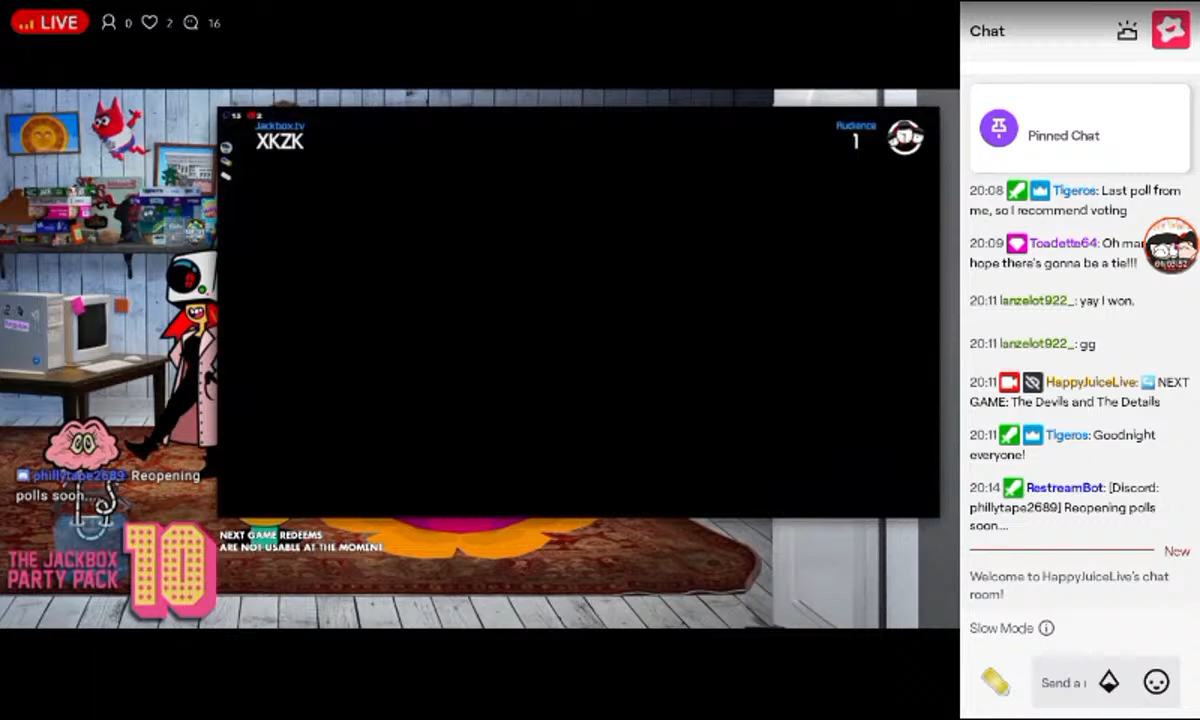 LIVE 0 2 16
Chat
Jackbox.tv
XKZK
Audience
1
Pinned Chat
20:08 Tigeros: Last poll from
me, so I recommend voting
20:09 Toadette64: Oh ma
hope there's gonna be a tie!!!
20:11 lanzelot922_: yay I won.
20:11 lanzelot922_: gg
20:11 HappyJuiceLive: NEXT
GAME: The Devils and The Details
20:11 Tigeros: Goodnight
everyone!
20:14 RestreamBot: [Discord:
phillytape2689] Reopening polls
soon...
New
Welcome to HappyJuiceLive's chat
room!
Slow Mode
Send a
phillytape2689: Reopening
polls soon...
THE JACKBOX
PARTY PACK 10
NEXT GAME REDEEMS
ARE NOT USABLE AT THE MOMENT